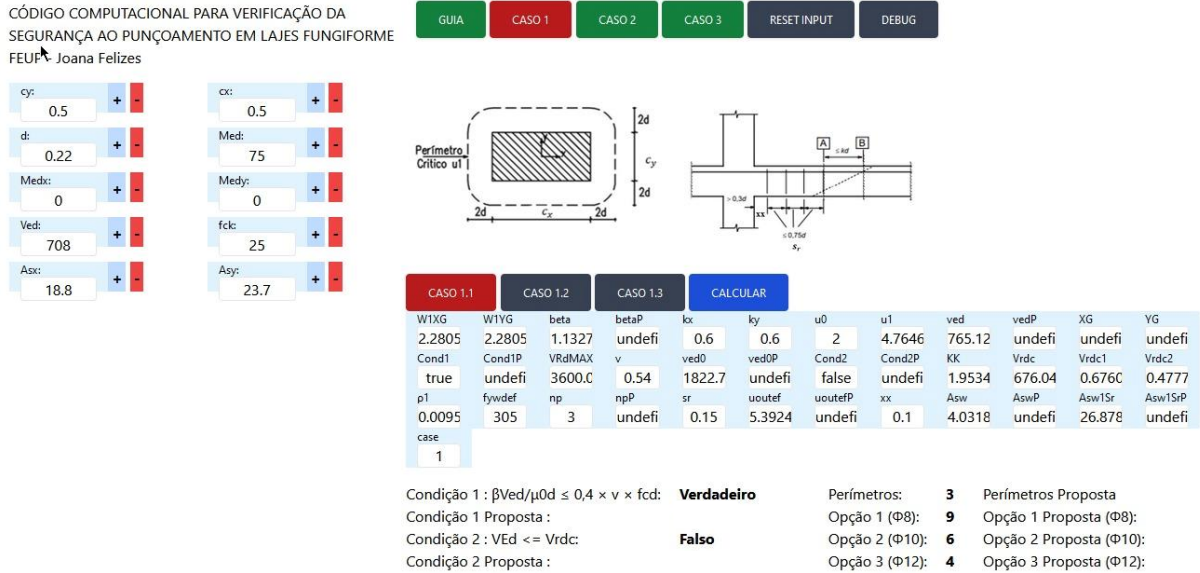 CÓDIGO COMPUTACIONAL PARA VERIFICAÇÃO DA
SEGURANÇA AO PUNÇOAMENTO EM LAJES FUNGIFORME
FEUP - Joana Felizes
GUIA CASO 1 CASO 2 CASO 3 RESET INPUT DEBUG
cy: cx:
0.5 + - 0.5 + -
d: Med:
0.22 + - 75 + -
Medx: Medy:
0 + - 0 + -
Ved: fck:
708 + - 25 + -
Asx: Asy:
18.8 + - 23.7 + -
Perímetro
Crítico u1
y
x
2d
cy
2d
2d cx 2d
A B
≤ kd
> 0,3d
xx
≤ 0,75d
sr
CASO 1.1 CASO 1.2 CASO 1.3 CALCULAR
W1XG W1YG beta betaP kx ky u0 u1 ved vedP XG YG
2.2805 2.2805 1.1327 undefi 0.6 0.6 2 4.7646 765.12 undefi undefi undefi
Cond1 Cond1P VRdMAX v ved0 ved0P Cond2 Cond2P KK Vrdc Vrdc1 Vrdc2
true undefi 3600.0 0.54 1822.7 undefi false undefi 1.9534 676.04 0.6760 0.4777
ρ1 fywdef np npP sr uoutef uoutefP xx Asw AswP Asw1Sr Asw1SrP
0.0095 305 3 undefi 0.15 5.3924 undefi 0.1 4.0318 undefi 26.878 undefi
case
1
Condição 1 : βVed/μ0d ≤ 0,4 × v × fcd: Verdadeiro Perímetros: 3 Perímetros Proposta
Condição 1 Proposta : Opção 1 (Φ8): 9 Opção 1 Proposta (Φ8):
Condição 2 : VEd <= Vrdc: Falso Opção 2 (Φ10): 6 Opção 2 Proposta (Φ10):
Condição 2 Proposta : Opção 3 (Φ12): 4 Opção 3 Proposta (Φ12):